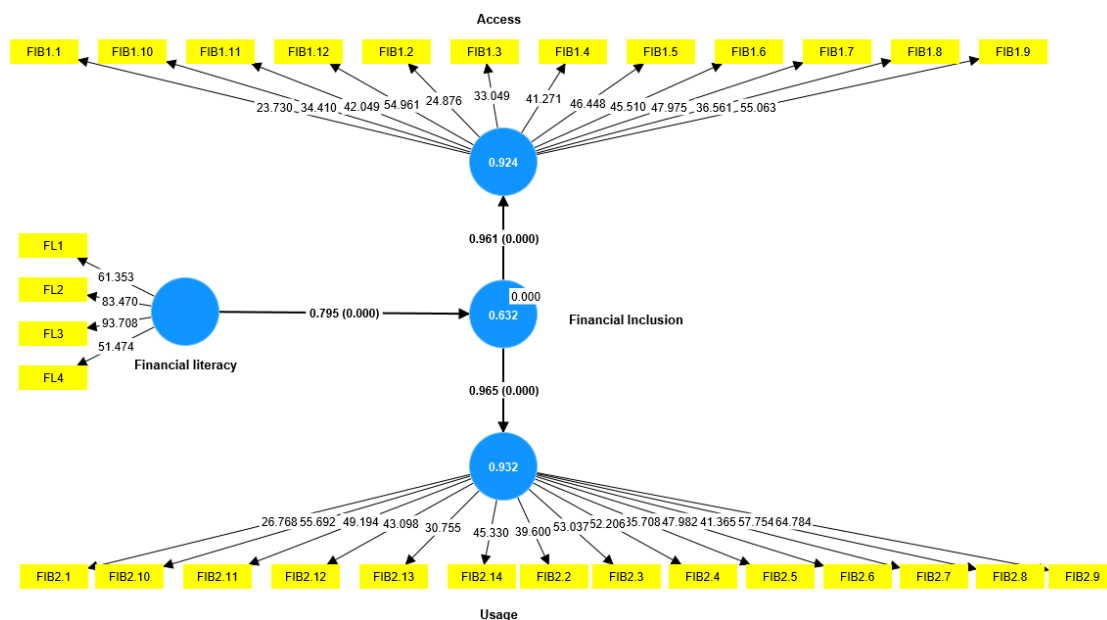 Access
FIB1.1 FIB1.10 FIB1.11 FIB1.12 FIB1.2 FIB1.3 FIB1.4 FIB1.5 FIB1.6 FIB1.7 FIB1.8 FIB1.9
23.730 34.410 42.049 54.961 24.876 33.049 41.271 46.448 45.510 47.975 36.561 55.063
0.924
0.961 (0.000)
FL1
61.353
FL2
83.470
FL3
93.708
51.474
FL4
Financial literacy
0.795 (0.000)
0.000
0.632
Financial Inclusion
0.965 (0.000)
0.932
26.768 55.692 49.194 43.098 30.755 45.330 39.600 53.037 52.206 35.708 47.982 41.365 57.754 64.784
FIB2.1 FIB2.10 FIB2.11 FIB2.12 FIB2.13 FIB2.14 FIB2.2 FIB2.3 FIB2.4 FIB2.5 FIB2.6 FIB2.7 FIB2.8 FIB2.9
Usage